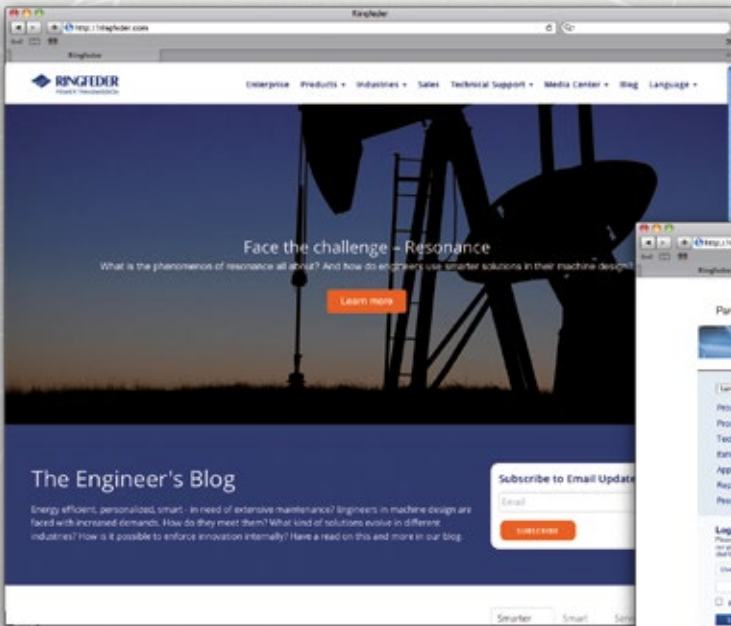 Ringfeder
http://ringfeder.com
Ringfeder
RINGFEDER
POWER TRANSMISSION
Enterprise Products Industries Sales Technical Support Media Center Blog Language
Face the challenge – Resonance
What is the phenomenon of resonance all about? And how do engineers use smarter solutions in their machine design?
Learn more
The Engineer's Blog
Energy efficient, personalized, smart - in need of extensive maintenance? Engineers in machine design are
faced with increased demands. How do they meet them? What kind of solutions evolve in different
industries? How is it possible to enforce innovation internally? Have a read on this and more in our blog.
Subscribe to Email Update
Email
SUBSCRIBE
Smarter Smart
Ringfeder